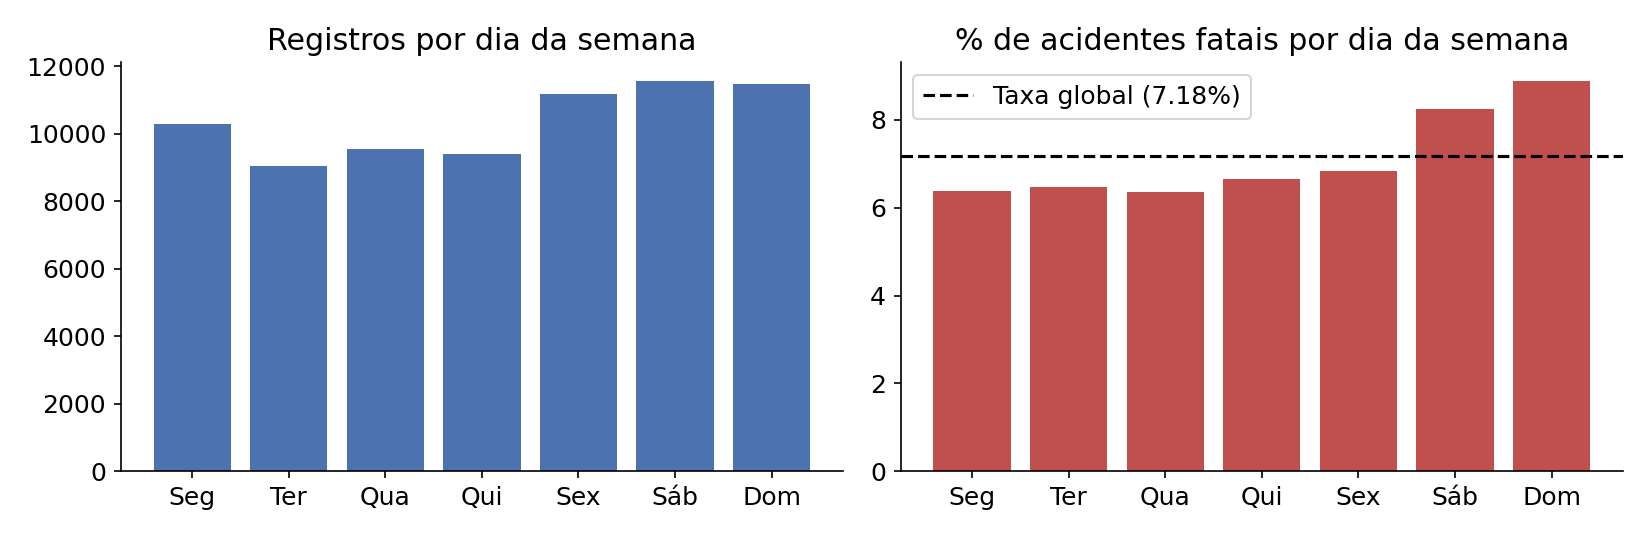 Registros por dia da semana
12000
10000
8000
6000
4000
2000
0
Seg Ter Qua Qui Sex Sáb Dom
% de acidentes fatais por dia da semana
Taxa global (7.18%)
8
6
4
2
0
Seg Ter Qua Qui Sex Sáb Dom